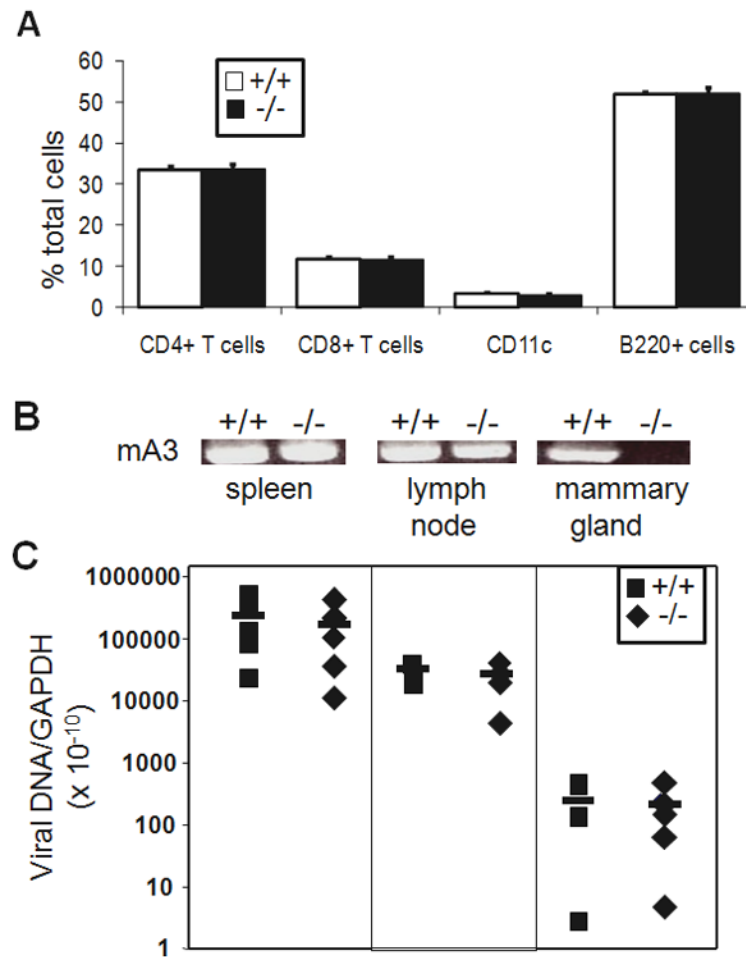 A
% total cells
60
50
40
30
20
10
0
+/+
-/-
CD4+ T cells CD8+ T cells CD11c B220+ cells
B
+/+ -/- +/+ -/- +/+ -/-
mA3
spleen lymph node mammary gland
C
Viral DNA/GAPDH
(x 10⁻¹⁰)
1000000
100000
10000
1000
100
10
1
+/+
-/-